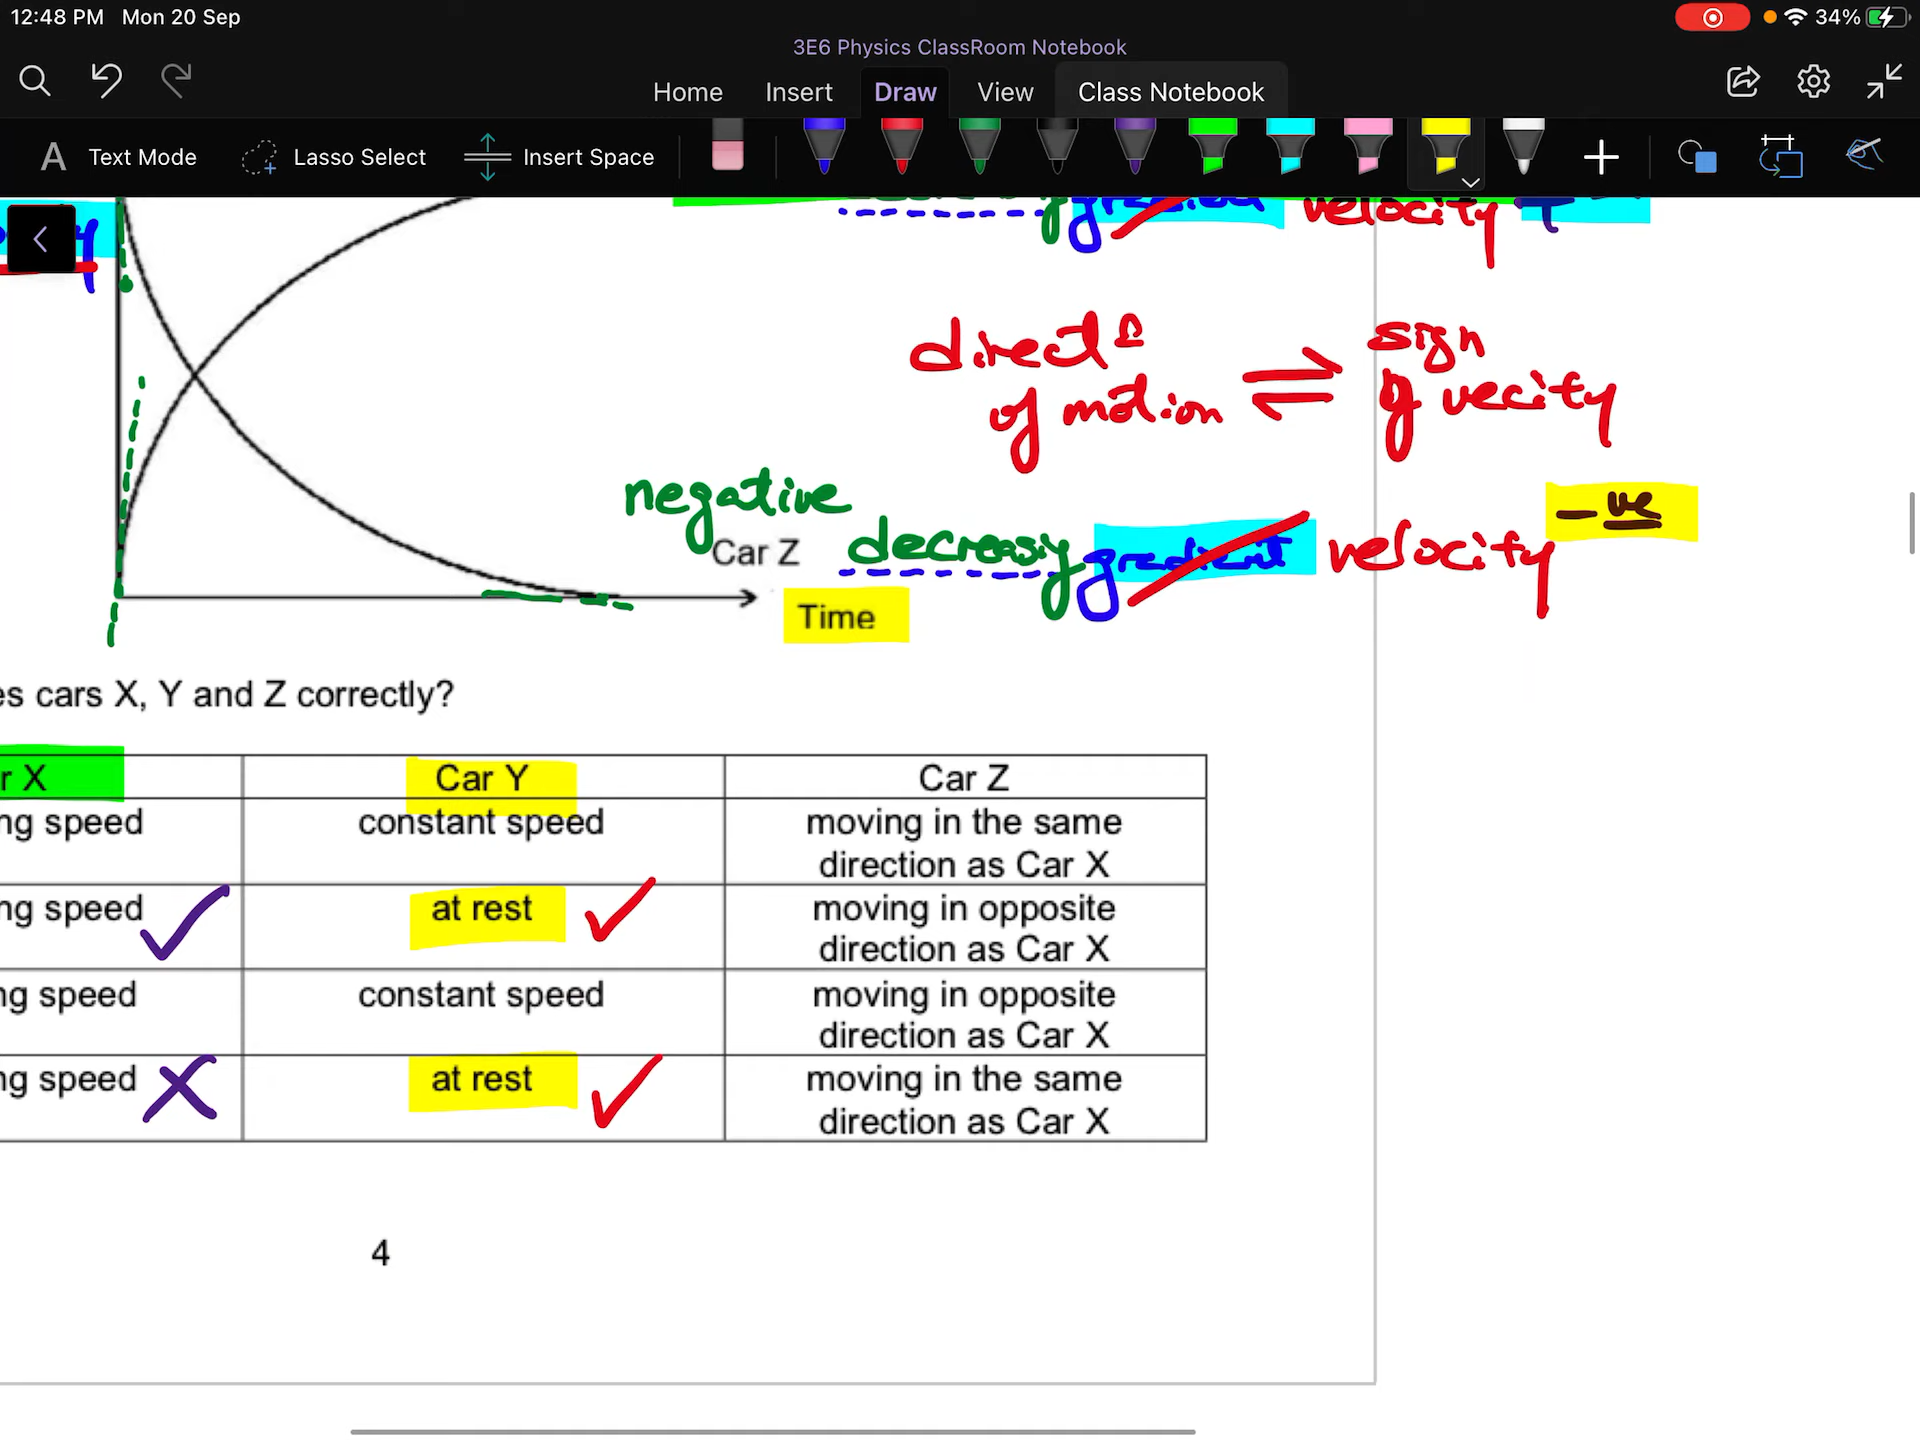 12:48 PM Mon 20 Sep
34%
3E6 Physics ClassRoom Notebook
Home Insert Draw View Class Notebook
A Text Mode Lasso Select Insert Space
gradient velocity +
y
direct
of motion
sign
of vecity
negative
Car Z
decreasy gradient velocity -ve
Time
es cars X, Y and Z correctly?
r X Car Y Car Z
ng speed constant speed moving in the same
direction as Car X
ng speed at rest moving in opposite
direction as Car X
ng speed constant speed moving in opposite
direction as Car X
ng speed at rest moving in the same
direction as Car X
4